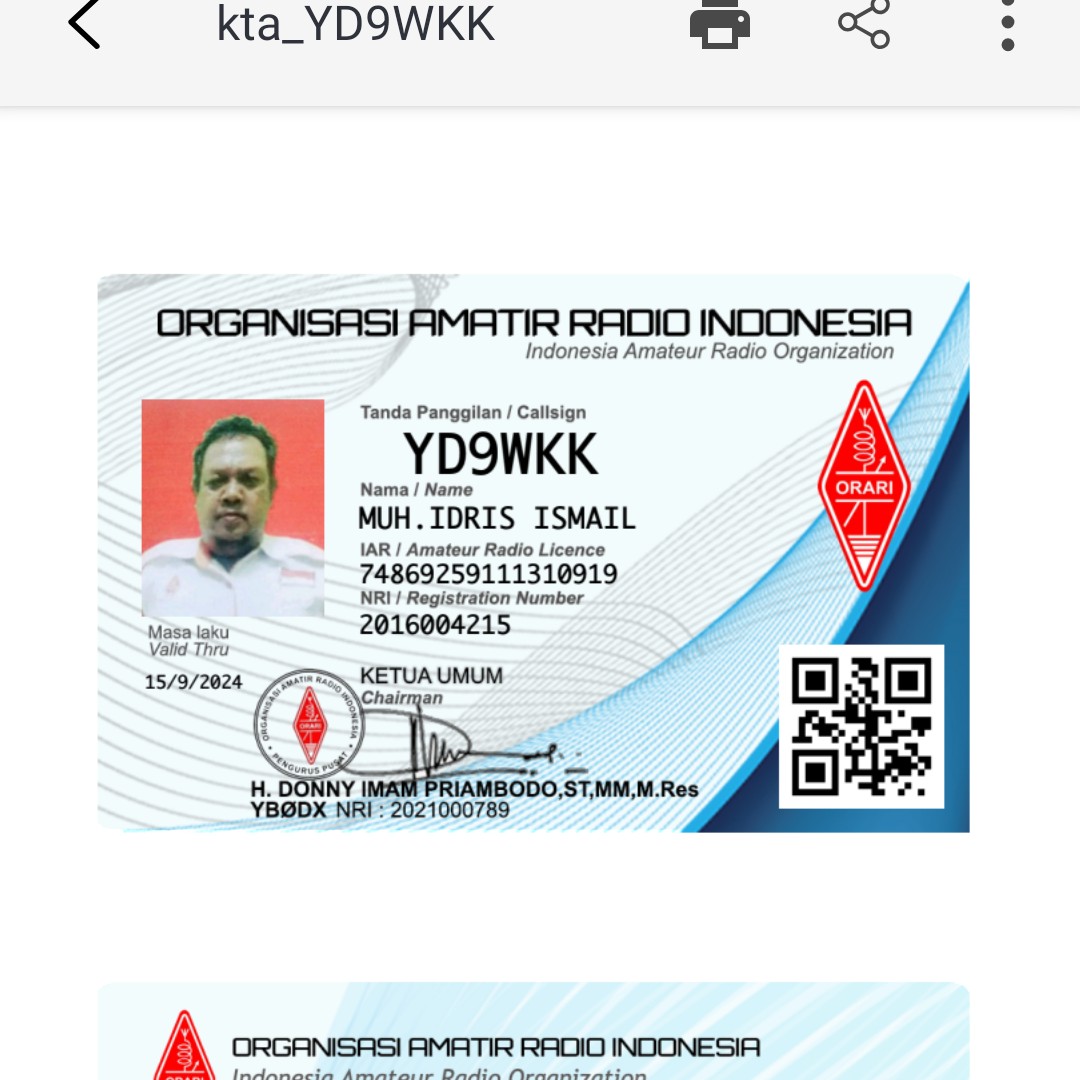 kta_YD9WKK
ORGANISASI AMATIR RADIO INDONESIA
Indonesia Amateur Radio Organization
Tanda Panggilan / Callsign
YD9WKK
Nama / Name
MUH.IDRIS ISMAIL
IAR / Amateur Radio Licence
74869259111310919
NRI / Registration Number
2016004215
ORARI
Masa laku
Valid Thru
15/9/2024
KETUA UMUM
Chairman
ORGANISASI AMATIR RADIO INDONESIA
ORARI
• PENGURUS PUSAT •
H. DONNY IMAM PRIAMBODO,ST,MM,M.Res
YBØDX NRI : 2021000789
ORARI
ORGANISASI AMATIR RADIO INDONESIA
Indonesia Amateur Radio Organization